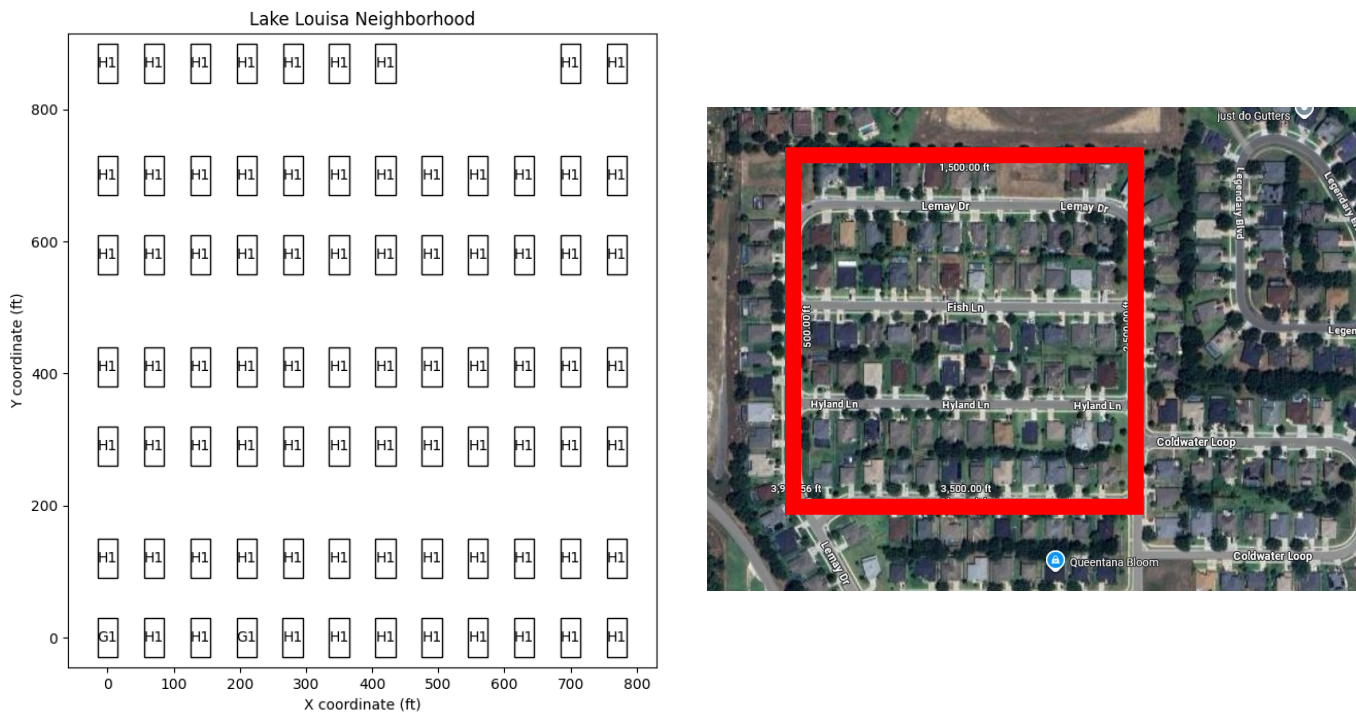 Lake Louisa Neighborhood
H1 H1 H1 H1 H1 H1 H1 H1 H1
H1 H1 H1 H1 H1 H1 H1 H1 H1 H1 H1 H1
H1 H1 H1 H1 H1 H1 H1 H1 H1 H1 H1 H1
H1 H1 H1 H1 H1 H1 H1 H1 H1 H1 H1 H1
H1 H1 H1 H1 H1 H1 H1 H1 H1 H1 H1 H1
H1 H1 H1 H1 H1 H1 H1 H1 H1 H1 H1 H1
G1 H1 H1 G1 H1 H1 H1 H1 H1 H1 H1 H1
800
600
400
200
0
Y coordinate (ft)
0 100 200 300 400 500 600 700 800
X coordinate (ft)
just do Gutters
1,500.00 ft
Legendary Blvd
Legendary
Lemay Dr
Lemay Dr
Fish Ln
500.00 ft
2,500.00 ft
Legen
Hyland Ln
Hyland Ln
Hyland Ln
Coldwater Loop
3,500.00 ft
56 ft
Lemay Dr
Queentana Bloom
Coldwater Loop